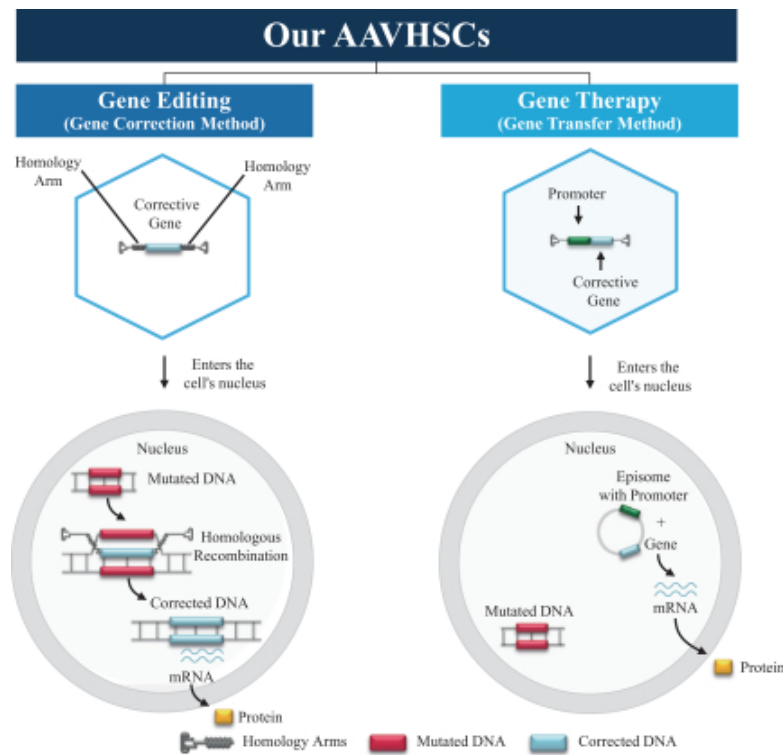 Our AAVHSCs
Gene Editing
(Gene Correction Method)
Homology
Arm
Homology
Arm
Corrective
Gene
Enters the
cell's nucleus
Nucleus
Mutated DNA
Homologous
Recombination
Corrected DNA
mRNA
Protein
Gene Therapy
(Gene Transfer Method)
Promoter
Corrective
Gene
Enters the
cell's nucleus
Nucleus
Episome
with Promoter
+
Gene
mRNA
Mutated DNA
Protein
Homology Arms
Mutated DNA
Corrected DNA